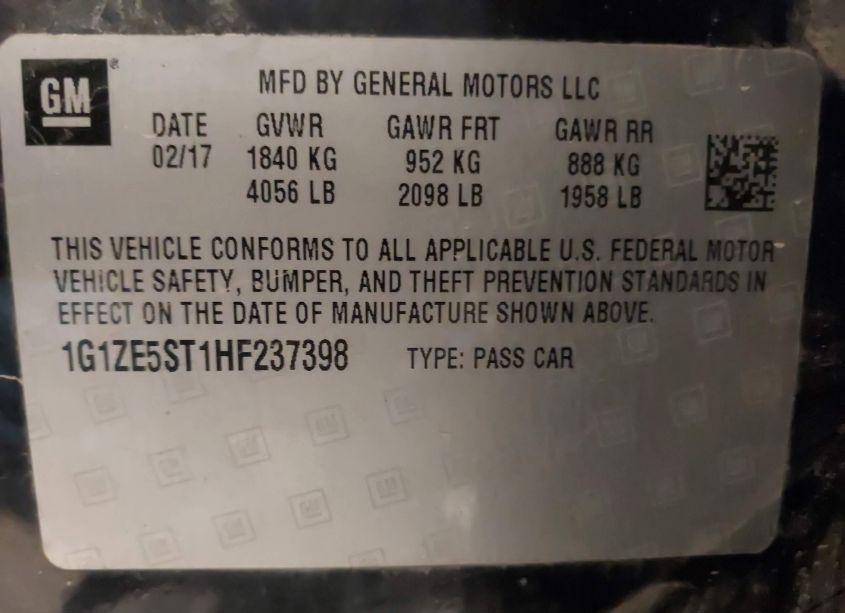 GM
MFD BY GENERAL MOTORS LLC
DATE GVWR GAWR FRT GAWR RR
02/17 1840 KG 952 KG 888 KG
4056 LB 2098 LB 1958 LB
THIS VEHICLE CONFORMS TO ALL APPLICABLE U.S. FEDERAL MOTOR
VEHICLE SAFETY, BUMPER, AND THEFT PREVENTION STANDARDS IN
EFFECT ON THE DATE OF MANUFACTURE SHOWN ABOVE.
1G1ZE5ST1HF237398 TYPE: PASS CAR